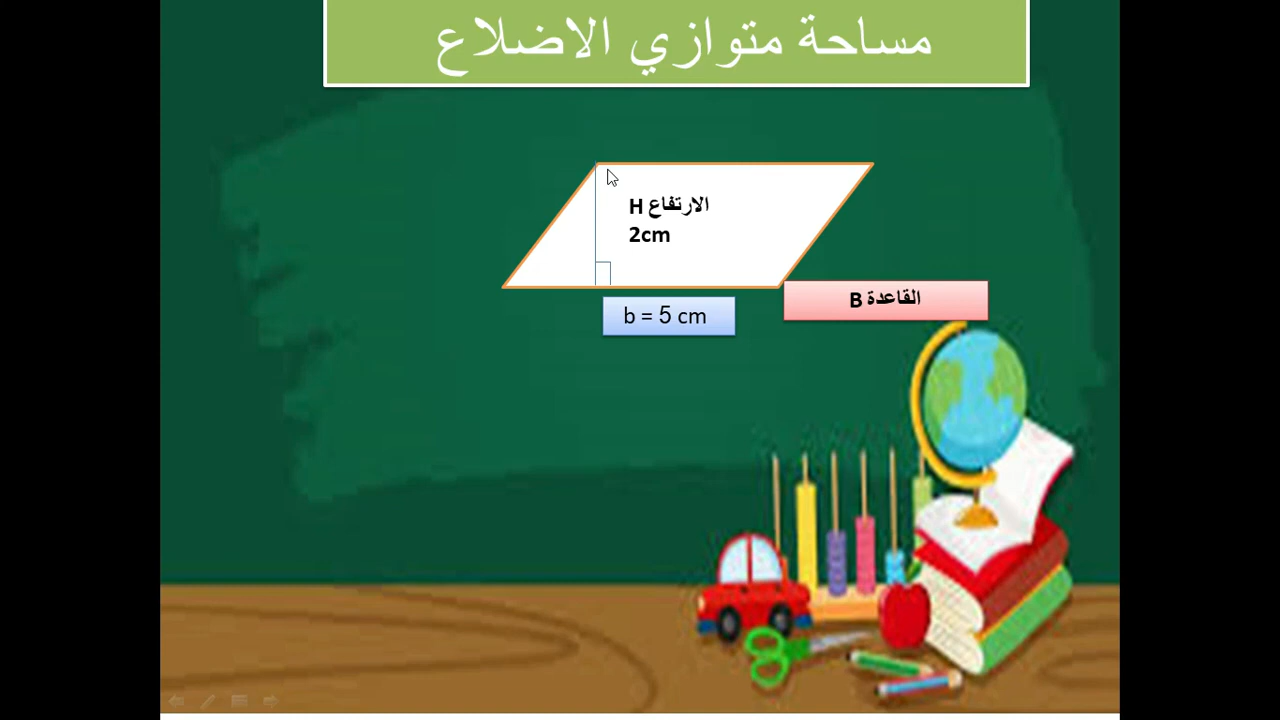 مساحة متوازي الاضلاع
الارتفاع H
2cm
b = 5 cm
القاعدة B